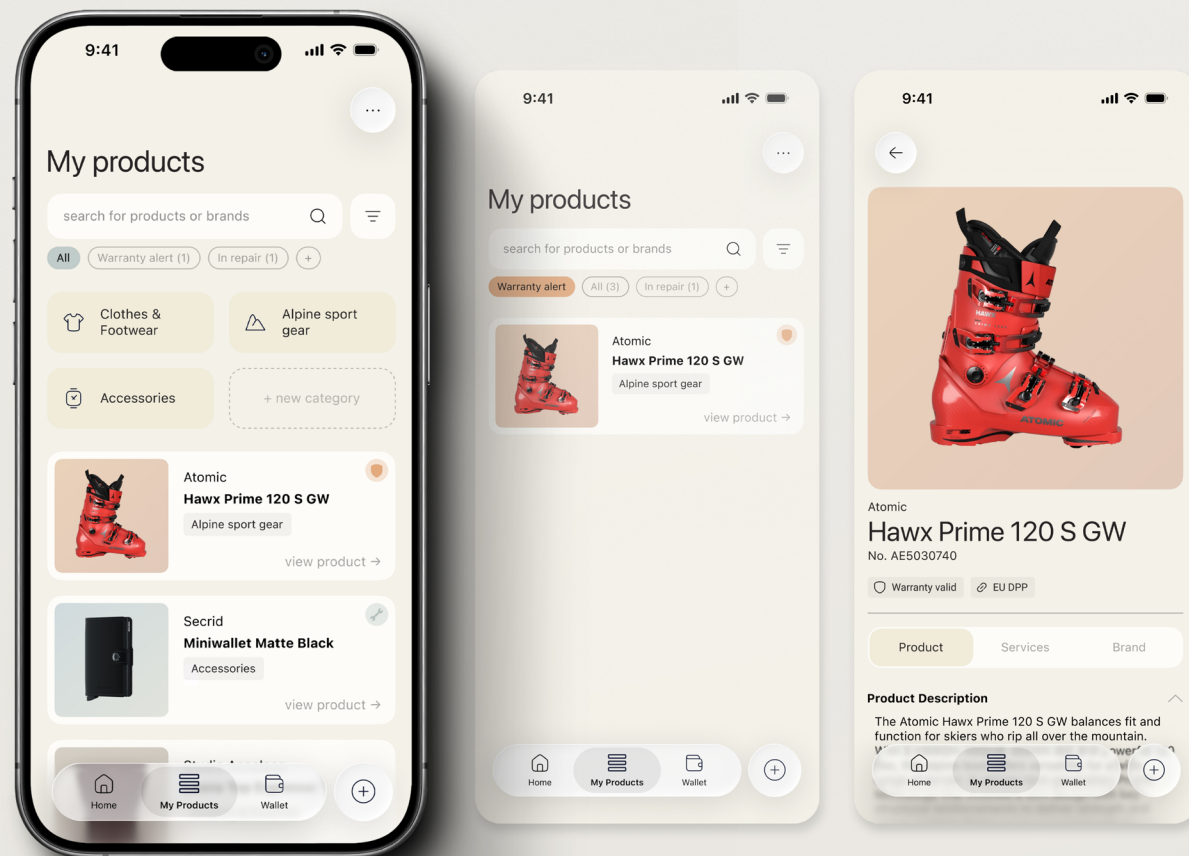 9:41
My products
search for products or brands
All
Warranty alert (1)
In repair (1)
+
Clothes &
Footwear
Alpine sport
gear
Accessories
+ new category
Atomic
Hawx Prime 120 S GW
Alpine sport gear
view product →
Secrid
Miniwallet Matte Black
Accessories
view product →
Home
My Products
Wallet
9:41
My products
search for products or brands
Warranty alert
All (3)
In repair (1)
+
Atomic
Hawx Prime 120 S GW
Alpine sport gear
view product →
Home
My Products
Wallet
9:41
HAWX
ATOMIC
Atomic
Hawx Prime 120 S GW
No. AE5030740
Warranty valid
EU DPP
Product
Services
Brand
Product Description
The Atomic Hawx Prime 120 S GW balances fit and
function for skiers who rip all over the mountain.
Home
My Products
Wallet